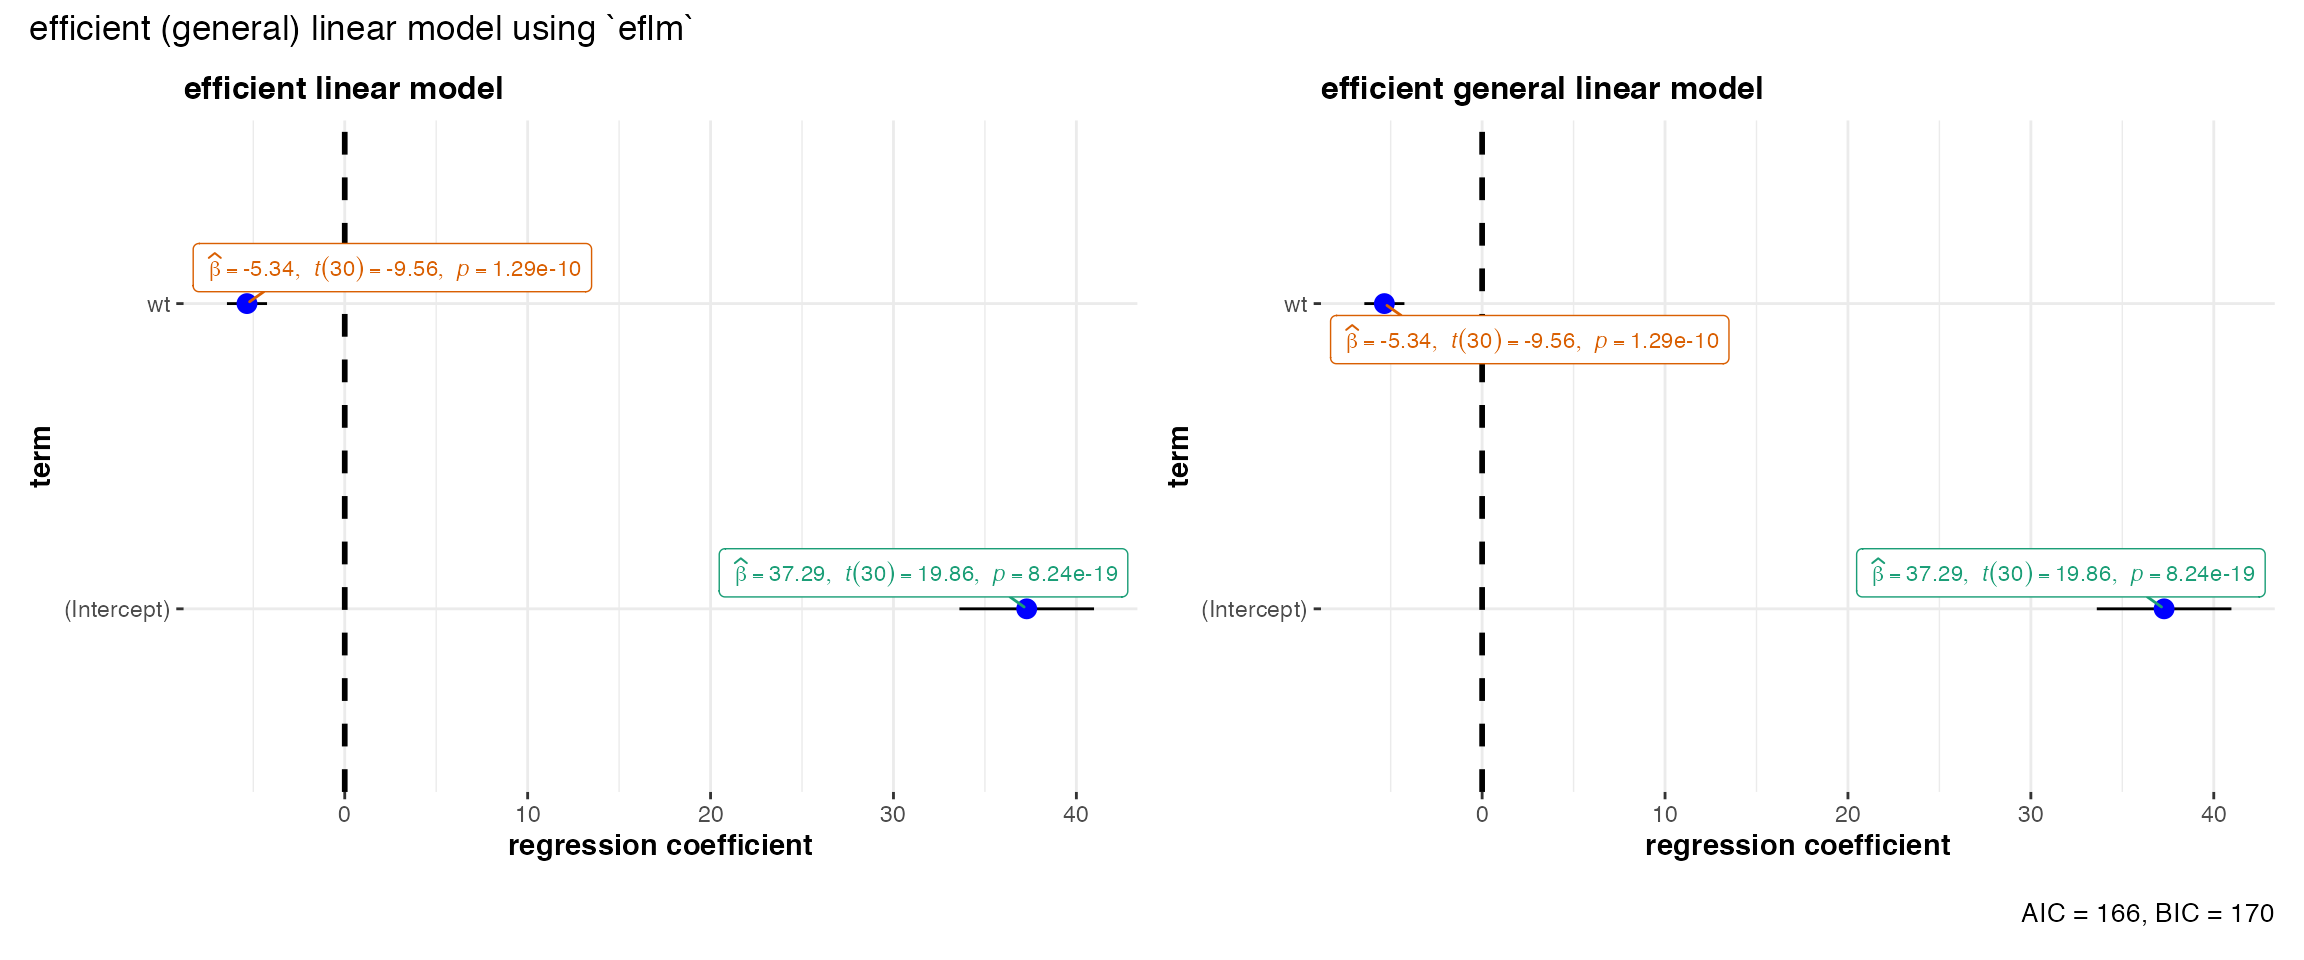 efficient (general) linear model using `eflm`
efficient linear model
term
wt
(Intercept)
β̂ = -5.34, t(30) = -9.56, p = 1.29e-10
β̂ = 37.29, t(30) = 19.86, p = 8.24e-19
0 10 20 30 40
regression coefficient
efficient general linear model
term
wt
(Intercept)
β̂ = -5.34, t(30) = -9.56, p = 1.29e-10
β̂ = 37.29, t(30) = 19.86, p = 8.24e-19
0 10 20 30 40
regression coefficient
AIC = 166, BIC = 170